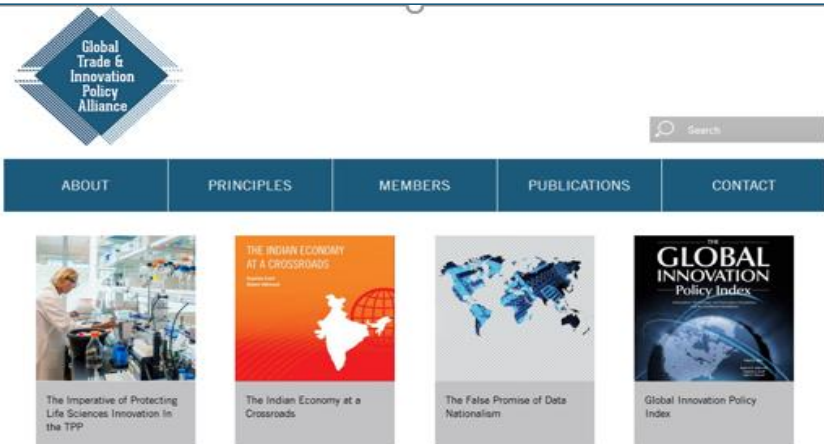 Global
Trade &
Innovation
Policy
Alliance
Search
ABOUT
PRINCIPLES
MEMBERS
PUBLICATIONS
CONTACT
THE INDIAN ECONOMY
AT A CROSSROADS
THE
GLOBAL
INNOVATION
Policy Index
The Imperative of Protecting
Life Sciences Innovation In
the TPP
The Indian Economy at a
Crossroads
The False Promise of Data
Nationalism
Global Innovation Policy
Index